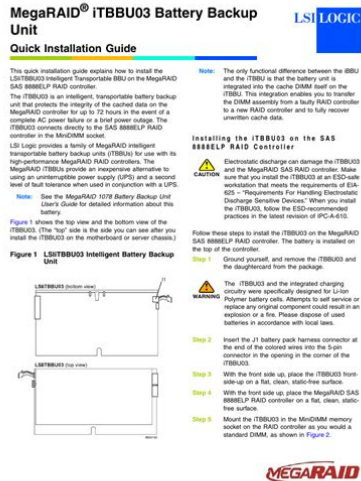 MegaRAID® iTBBU03 Battery Backup
Unit
LSI LOGIC
Quick Installation Guide
This quick installation guide explains how to install the
LSIiTBBU03 Intelligent Transportable BBU on the MegaRAID
SAS 8888ELP RAID controller.
The iTBBU03 is an intelligent, transportable battery backup
unit that protects the integrity of the cached data on the
MegaRAID controller for up to 72 hours in the event of a
complete AC power failure or a brief power outage. The
iTBBU03 connects directly to the SAS 8888ELP RAID
controller in the MiniDIMM socket.
LSI Logic provides a family of MegaRAID intelligent
transportable battery backup units (iTBBUs) for use with its
high-performance MegaRAID RAID controllers. The
MegaRAID iTBBUs provide an inexpensive alternative to
using an uninterruptible power supply (UPS) and a second
level of fault tolerance when used in conjunction with a UPS.
Note: See the MegaRAID 1078 Battery Backup Unit
User's Guide for detailed information about this
battery.
Figure 1 shows the top view and the bottom view of the
iTBBU03. (The "top" side is the side you can see after you
install the iTBBU03 on the motherboard or server chassis.)
Figure 1 LSIiTBBU03 Intelligent Battery Backup
Unit
LSIiTBBU03 (bottom view)
J1
LSIiTBBU03 (top view)
Note: The only functional difference between the iBBU
and the iTBBU is that the battery unit is
integrated into the cache DIMM itself on the
iTBBU. This integration enables you to transfer
the DIMM assembly from a faulty RAID controller
to a new RAID controller and to fully recover
unwritten cache data.
Installing the iTBBU03 on the SAS
8888ELP RAID Controller
CAUTION
Electrostatic discharge can damage the iTBBU03
and the MegaRAID SAS RAID controller. Make
sure that you install the iTBBU03 at an ESD-safe
workstation that meets the requirements of EIA-
625 – "Requirements For Handling Electrostatic
Discharge Sensitive Devices." When you install
the iTBBU03, follow the ESD-recommended
practices in the latest revision of IPC-A-610.
Follow these steps to install the iTBBU03 on the MegaRAID
SAS 8888ELP RAID controller. The battery is installed on
the top of the controller.
Step 1 Ground yourself, and remove the iTBBU03 and
the daughtercard from the package.
WARNING
The iTBBU03 and the integrated charging
circuitry were specifically designed for Li-Ion
Polymer battery cells. Attempts to self service or
replace any original component could result in an
explosion or a fire. Please dispose of used
batteries in accordance with local laws.
Step 2 Insert the J1 battery pack harness connector at
the end of the colored wires into the 5-pin
connector in the opening in the corner of the
iTBBU03.
Step 3 With the front side up, place the iTBBU03 front-
side-up on a flat, clean, static-free surface.
Step 4 With the front side up, place the MegaRAID SAS
8888ELP RAID controller on a flat, clean, static-
free surface.
Step 5 Mount the iTBBU03 in the MiniDIMM memory
socket on the RAID controller as you would a
standard DIMM, as shown in Figure 2.
MEGARAID